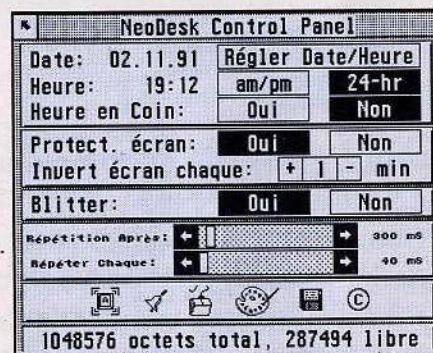 NeoDesk Control Panel
Date: 02.11.91 Régler Date/Heure
Heure: 19:12 am/pm 24-hr
Heure en Coin: Oui Non
Protect. écran: Oui Non
Invert écran chaque: + 1 - min
Blitter: Oui Non
Répétition Après: 300 mS
Répéter Chaque: 40 mS
A ©
1048576 octets total, 287494 libre